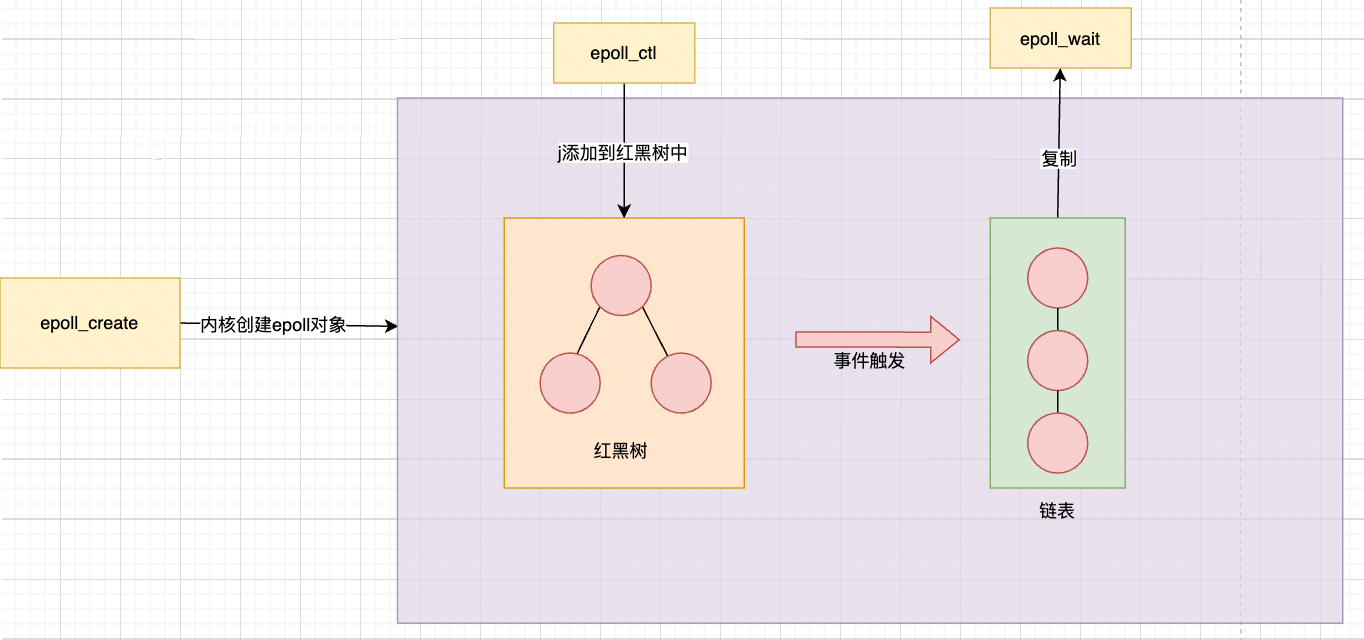 epoll_ctl
epoll_wait
j添加到红黑树中
复制
epoll_create
内核创建epoll对象
事件触发
红黑树
链表